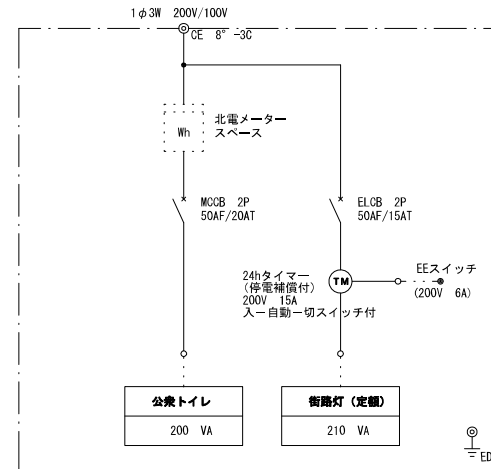 1φ3W 200V/100V
CE 8° -3C
北電メーター
スペース
Wh
MCCB 2P
50AF/20AT
ELCB 2P
50AF/15AT
24hタイマー
(停電補償付)
200V 15A
入ー自動ー切スイッチ付
TM
EEスイッチ
(200V 6A)
公衆トイレ
200 VA
街路灯(定額)
210 VA
ED